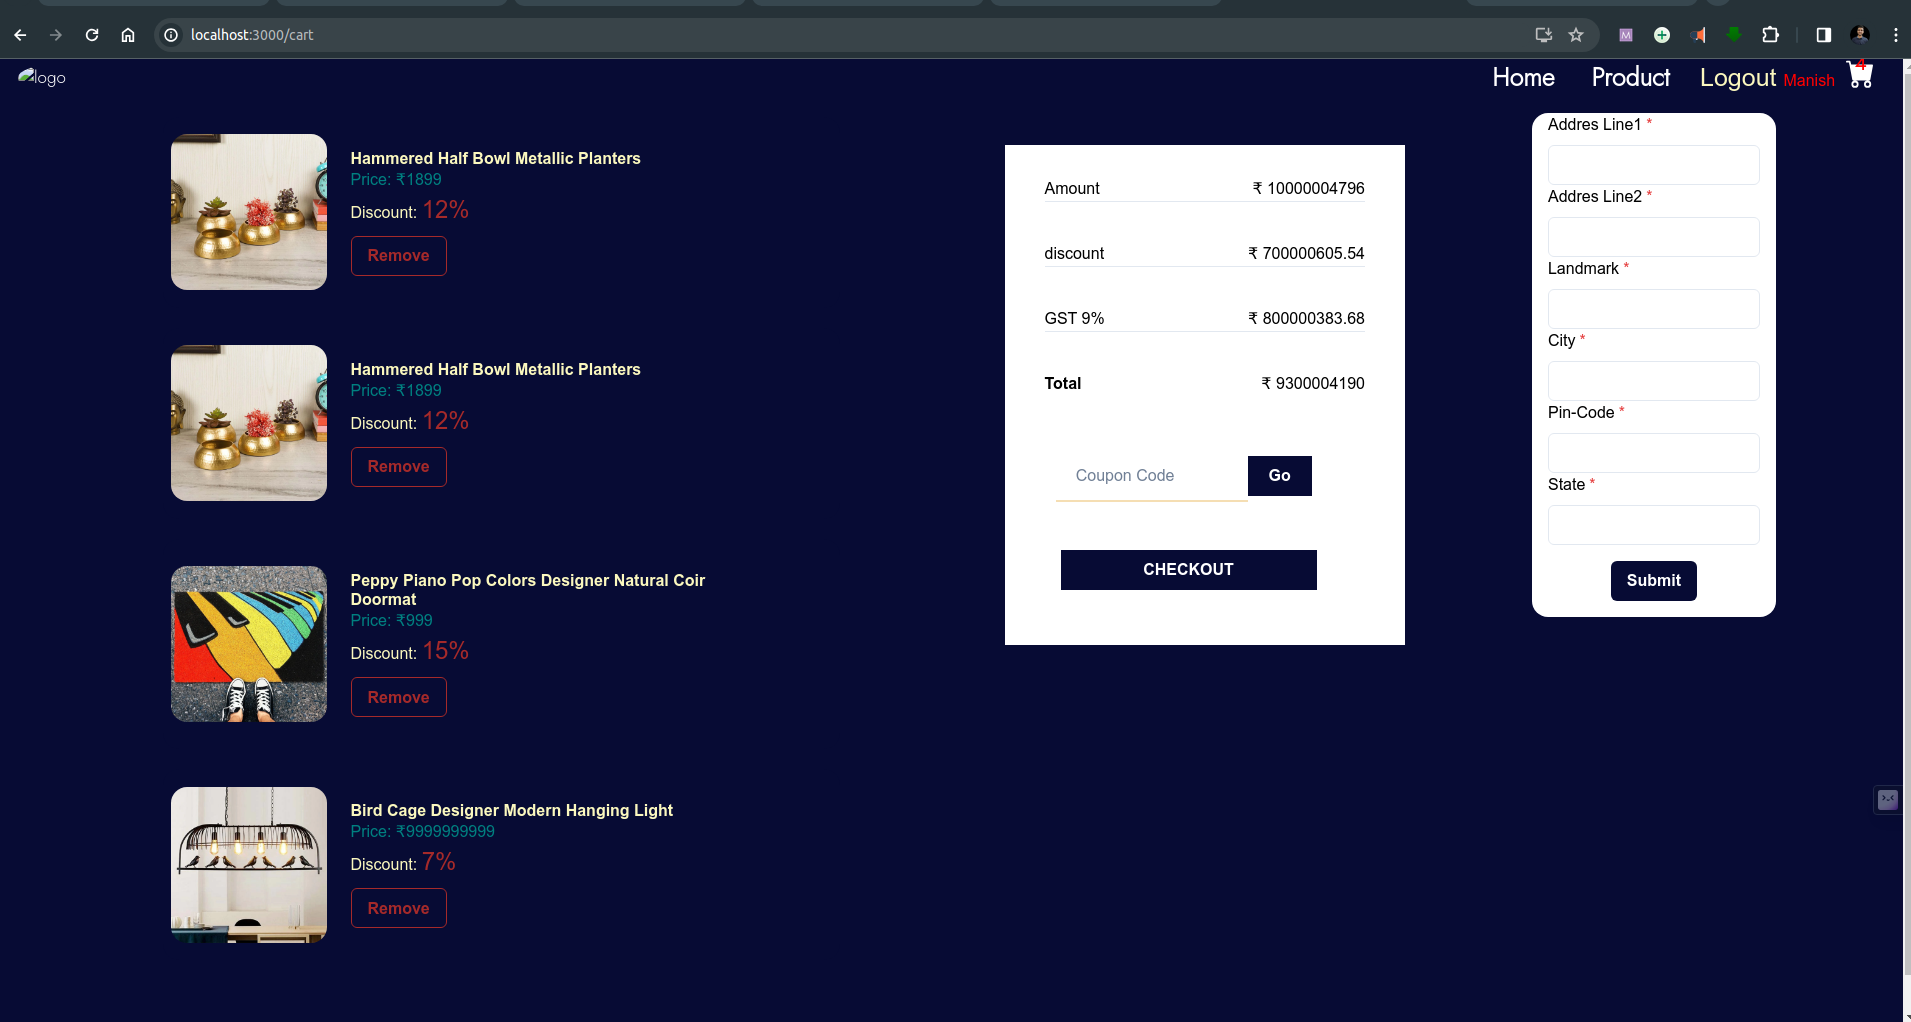 localhost:3000/cart
logo
Home Product Logout Manish 4
Hammered Half Bowl Metallic Planters
Price: ₹1899
Discount: 12%
Remove
Hammered Half Bowl Metallic Planters
Price: ₹1899
Discount: 12%
Remove
Peppy Piano Pop Colors Designer Natural Coir
Doormat
Price: ₹999
Discount: 15%
Remove
Bird Cage Designer Modern Hanging Light
Price: ₹9999999999
Discount: 7%
Remove
Amount ₹ 10000004796
discount ₹ 700000605.54
GST 9% ₹ 800000383.68
Total ₹ 9300004190
Coupon Code Go
CHECKOUT
Addres Line1 *
Addres Line2 *
Landmark *
City *
Pin-Code *
State *
Submit